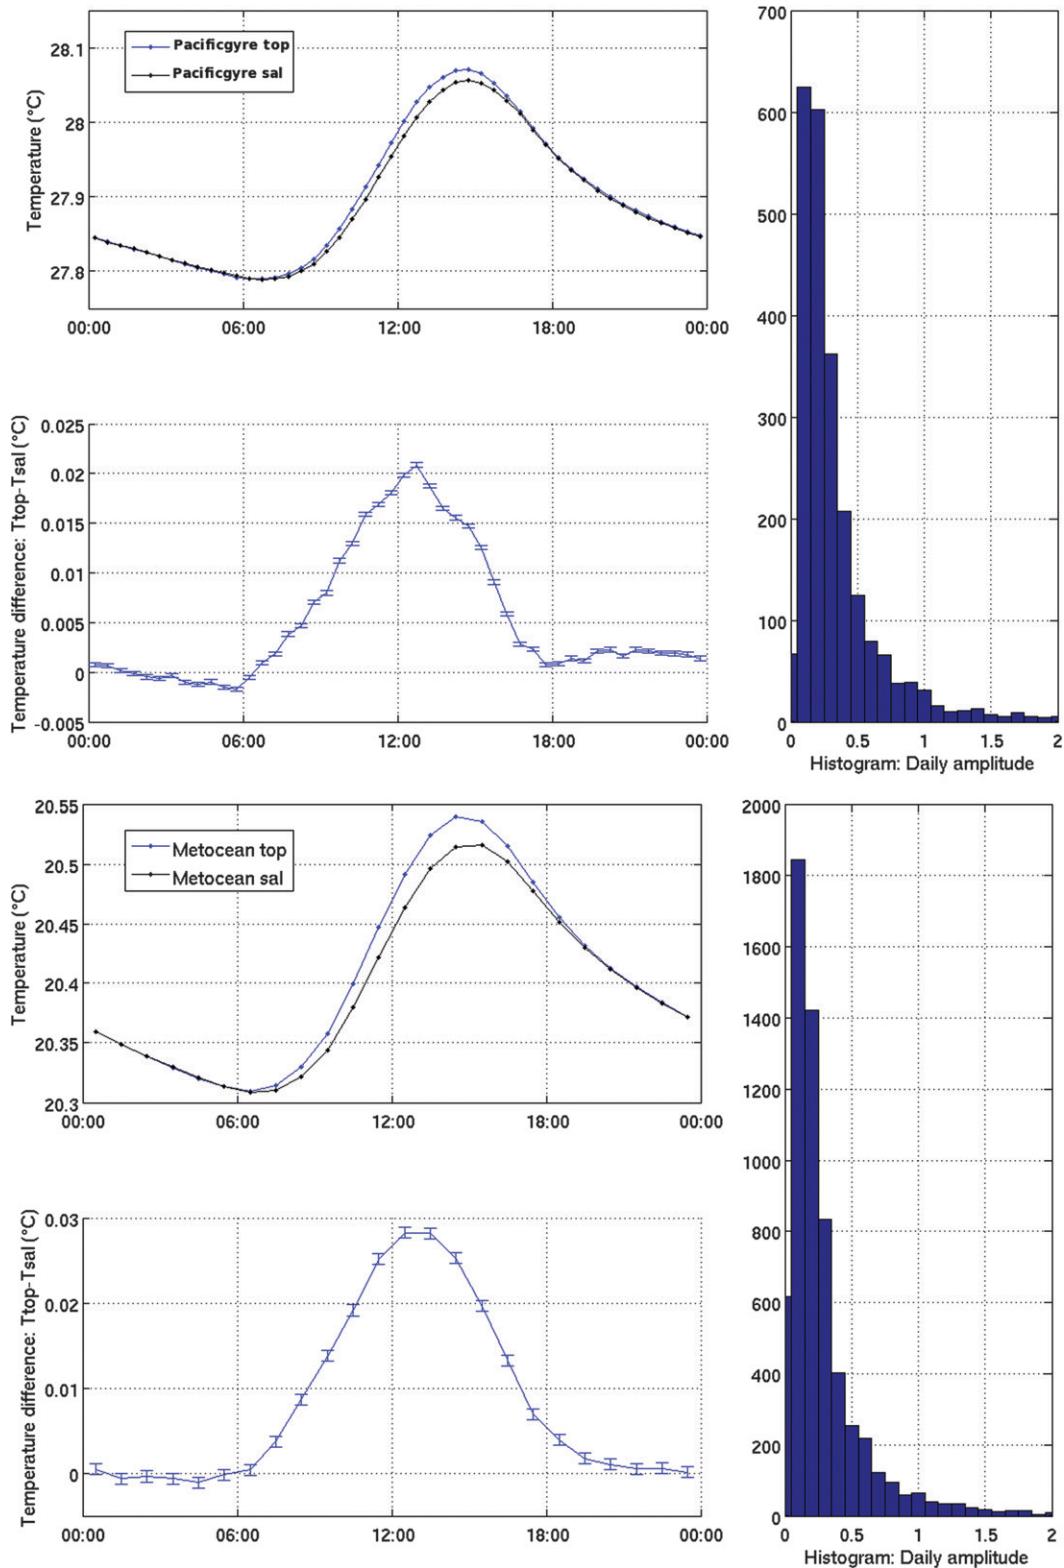 Temperature (°C)
28.1
28
27.9
27.8
Pacificgyre top
Pacificgyre sal
00:00 06:00 12:00 18:00 00:00
Temperature difference: Ttop-Tsal (°C)
0.025
0.02
0.015
0.01
0.005
0
-0.005
00:00 06:00 12:00 18:00 00:00
700
600
500
400
300
200
100
0
0 0.5 1 1.5 2
Histogram: Daily amplitude
Temperature (°C)
20.55
20.5
20.45
20.4
20.35
20.3
Metocean top
Metocean sal
00:00 06:00 12:00 18:00 00:00
Temperature difference: Ttop-Tsal (°C)
0.03
0.02
0.01
0
00:00 06:00 12:00 18:00 00:00
2000
1800
1600
1400
1200
1000
800
600
400
200
0
0 0.5 1 1.5 2
Histogram: Daily amplitude